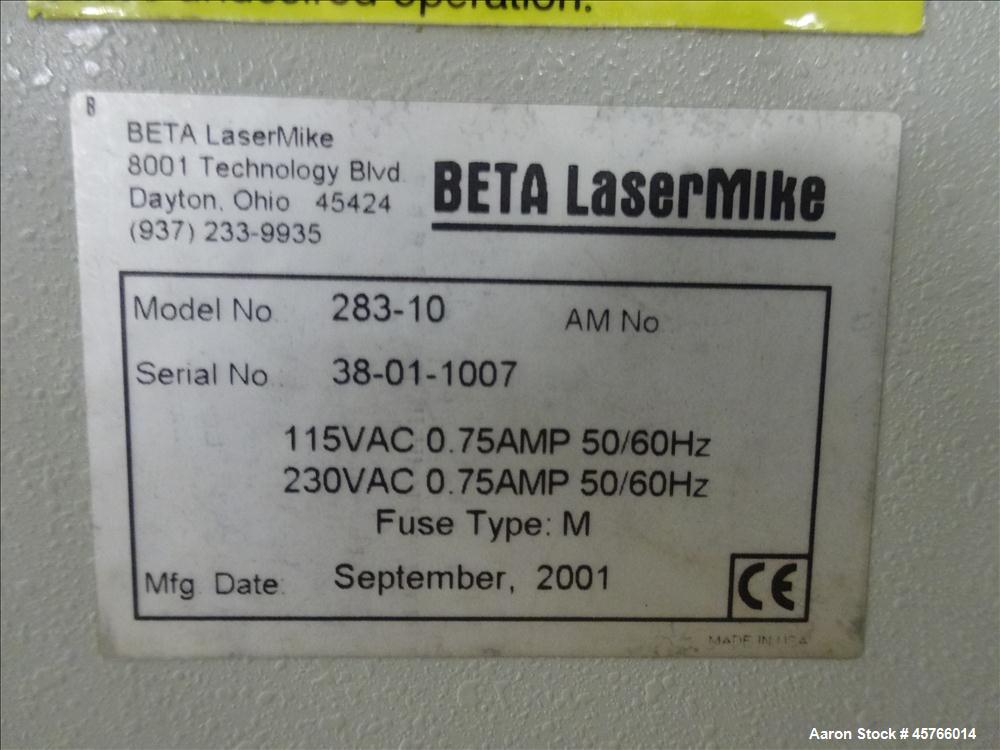 operation.
B
BETA LaserMike
8001 Technology Blvd.
Dayton, Ohio 45424
(937) 233-9935
BETA LaserMike
Model No. 283-10
AM No
Serial No. 38-01-1007
115VAC 0.75AMP 50/60Hz
230VAC 0.75AMP 50/60Hz
Fuse Type: M
Mfg. Date: September, 2001
CE
MADE IN USA
Aaron Stock # 45766014